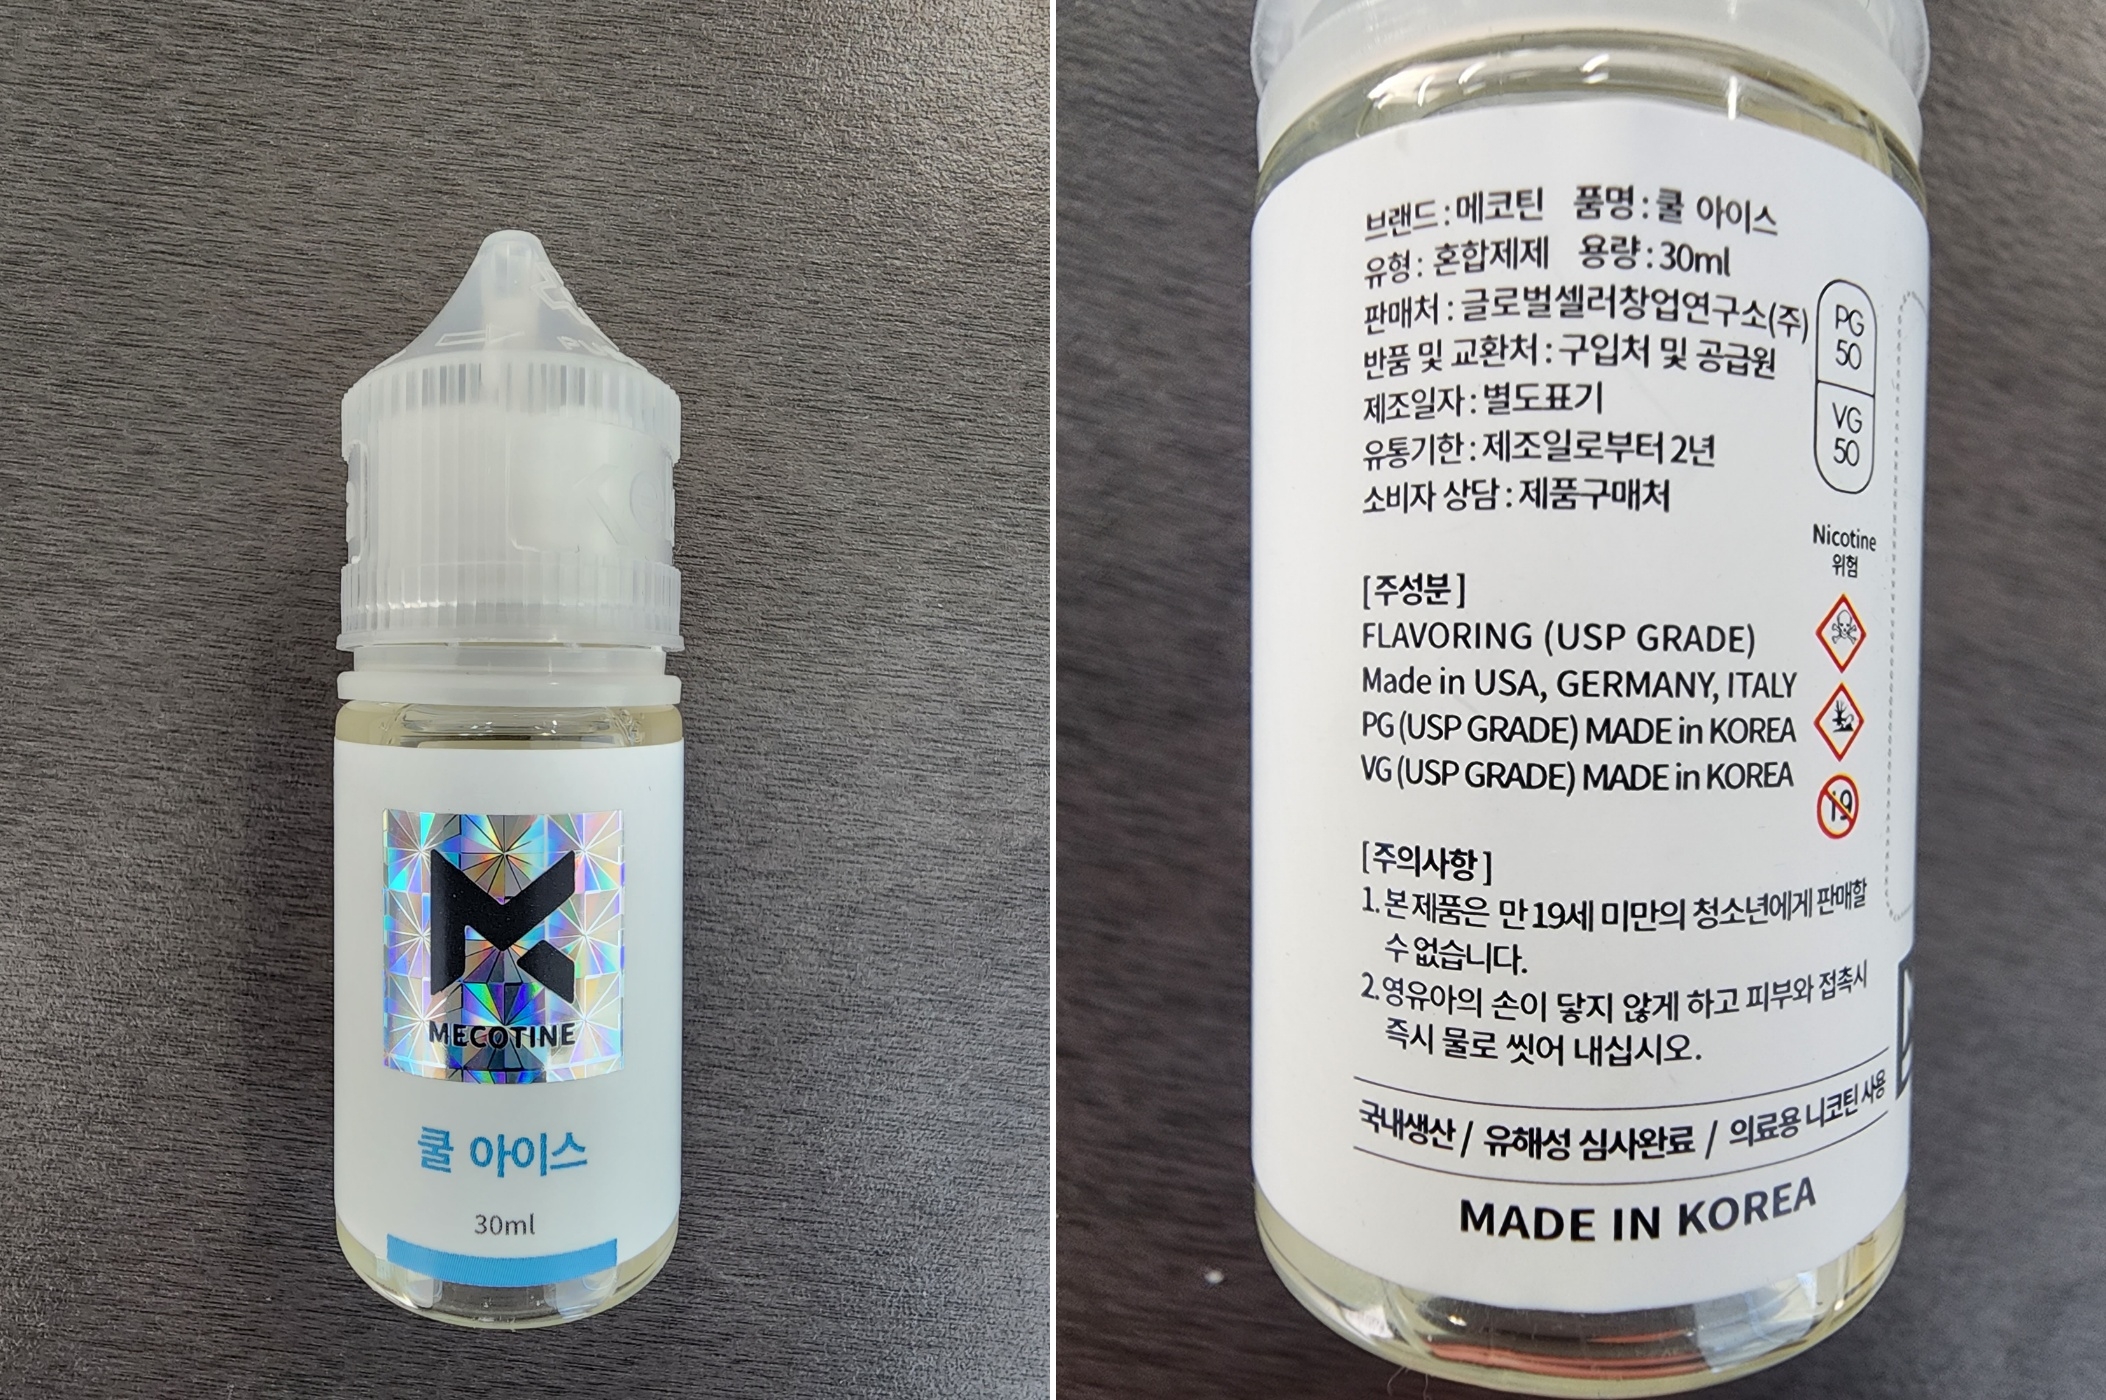 MECOTINE
쿨 아이스
30ml
브랜드 : 메코틴 품명 : 쿨 아이스
유형 : 혼합제제 용량 : 30ml
판매처 : 글로벌셀러창업연구소(주)
반품 및 교환처 : 구입처 및 공급원
제조일자 : 별도표기
유통기한 : 제조일로부터 2년
소비자 상담 : 제품구매처
PG
50
VG
50
Nicotine
위험
19
[주성분]
FLAVORING (USP GRADE)
Made in USA, GERMANY, ITALY
PG (USP GRADE) MADE in KOREA
VG (USP GRADE) MADE in KOREA
[주의사항]
1. 본 제품은 만 19세 미만의 청소년에게 판매할
수 없습니다.
2. 영유아의 손이 닿지 않게 하고 피부와 접촉시
즉시 물로 씻어 내십시오.
국내생산 / 유해성 심사완료 / 의료용 니코틴 사용
MADE IN KOREA